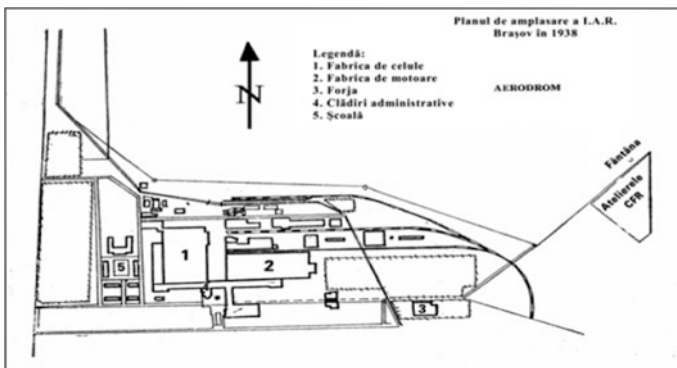 Planul de amplasare a I.A.R.
Brașov în 1938
Legendă:
1. Fabrica de celule
2. Fabrica de motoare
3. Forja
4. Clădiri administrative
5. Școală
AERODROM
N
Fântâna
Atelierele
CFR
1
2
5
3